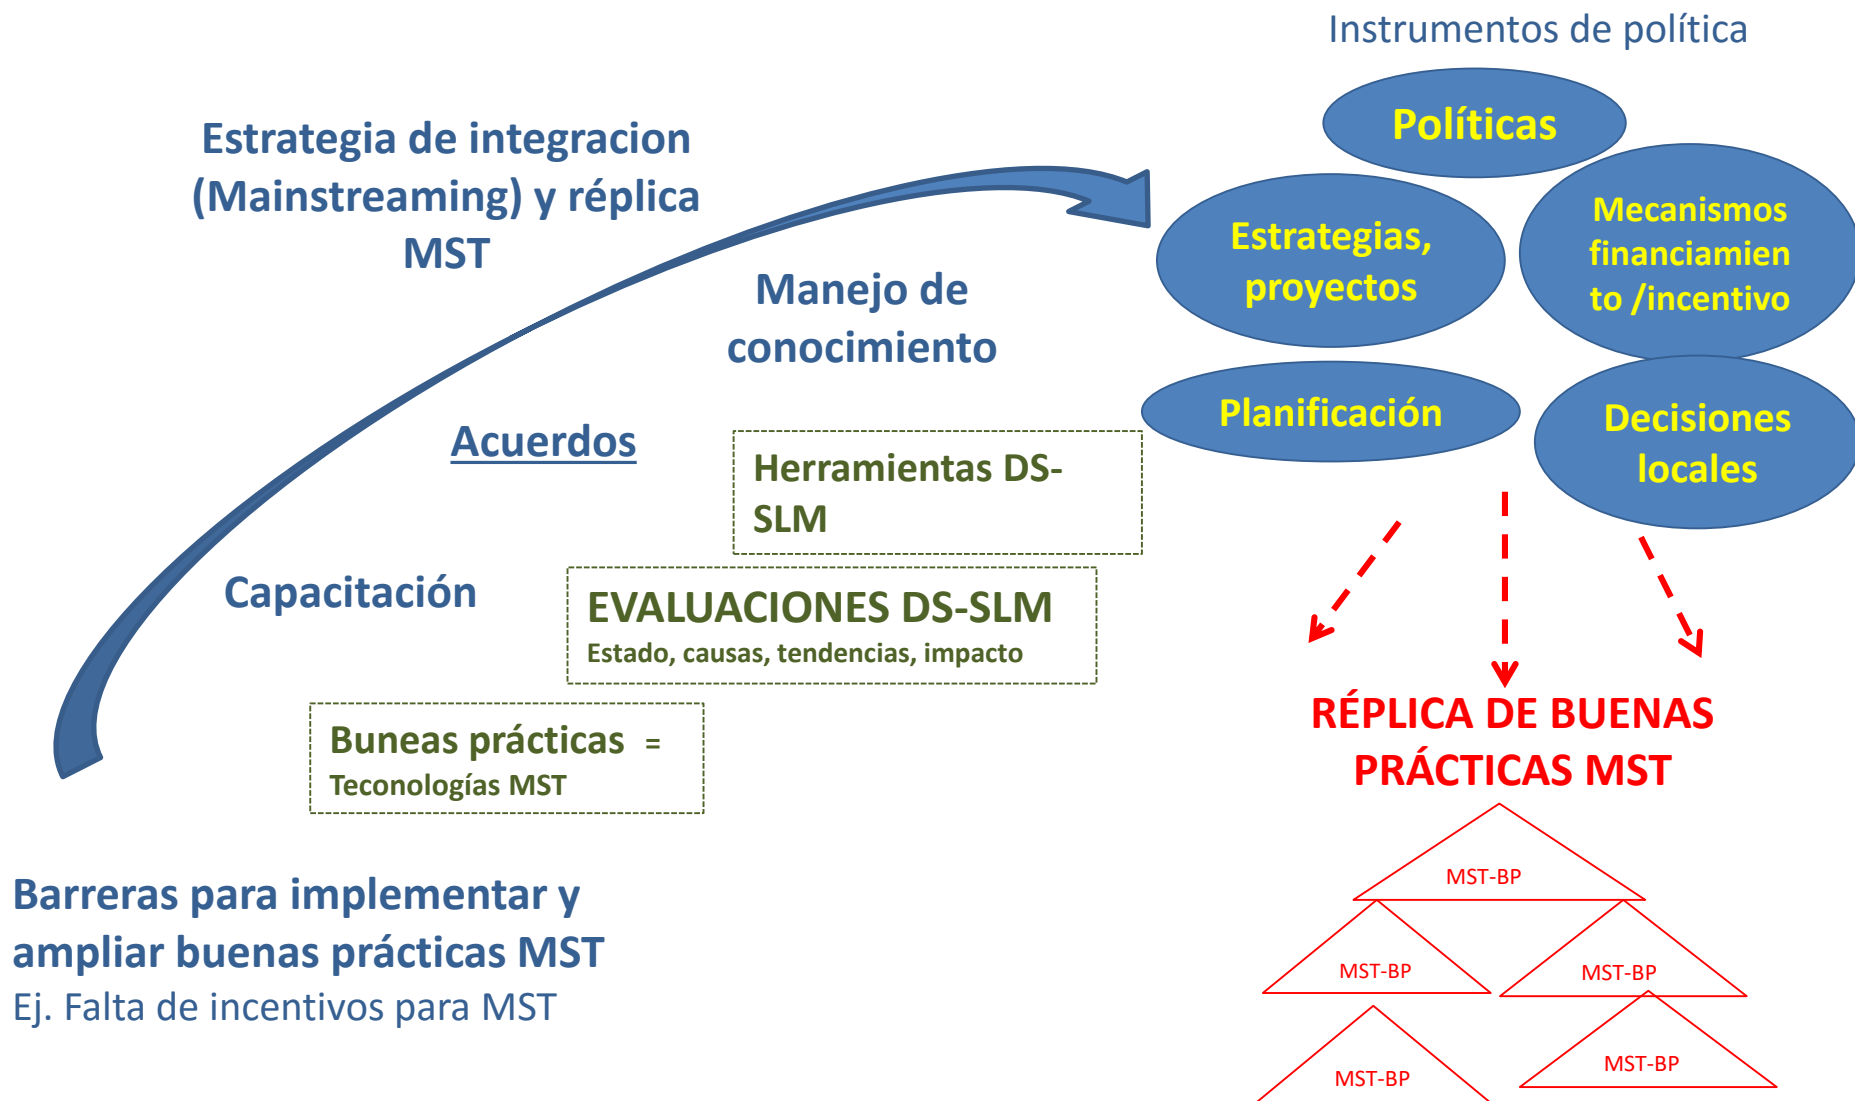 Instrumentos de política
Políticas
Estrategia de integracion
(Mainstreaming) y réplica
MST
Mecanismos
financiamien
to /incentivo
Estrategias,
proyectos
Manejo de
conocimiento
Planificación
Decisiones
locales
Acuerdos
Herramientas DS-
SLM
Capacitación
EVALUACIONES DS-SLM
Estado, causas, tendencias, impacto
Buneas prácticas =
Teconologías MST
RÉPLICA DE BUENAS
PRÁCTICAS MST
Barreras para implementar y
ampliar buenas prácticas MST
Ej. Falta de incentivos para MST
MST-BP
MST-BP
MST-BP
MST-BP
MST-BP